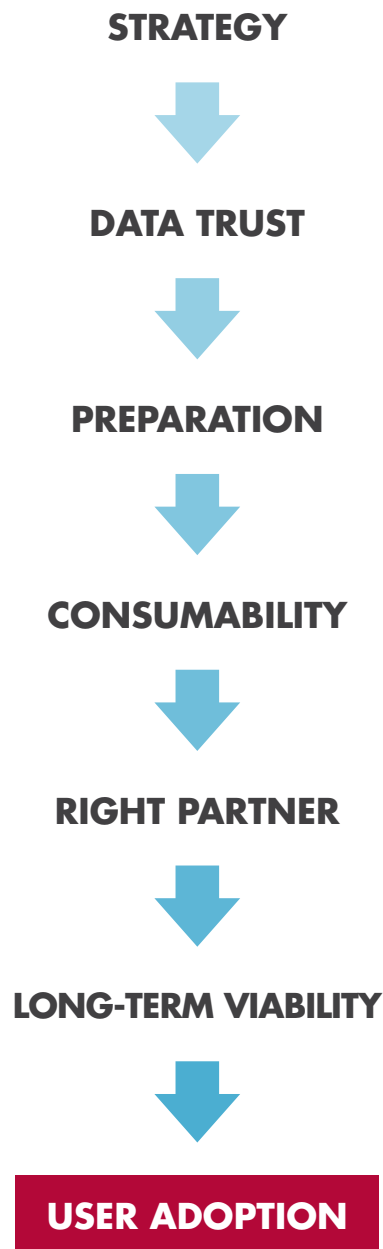 STRATEGY
DATA TRUST
PREPARATION
CONSUMABILITY
RIGHT PARTNER
LONG-TERM VIABILITY
USER ADOPTION